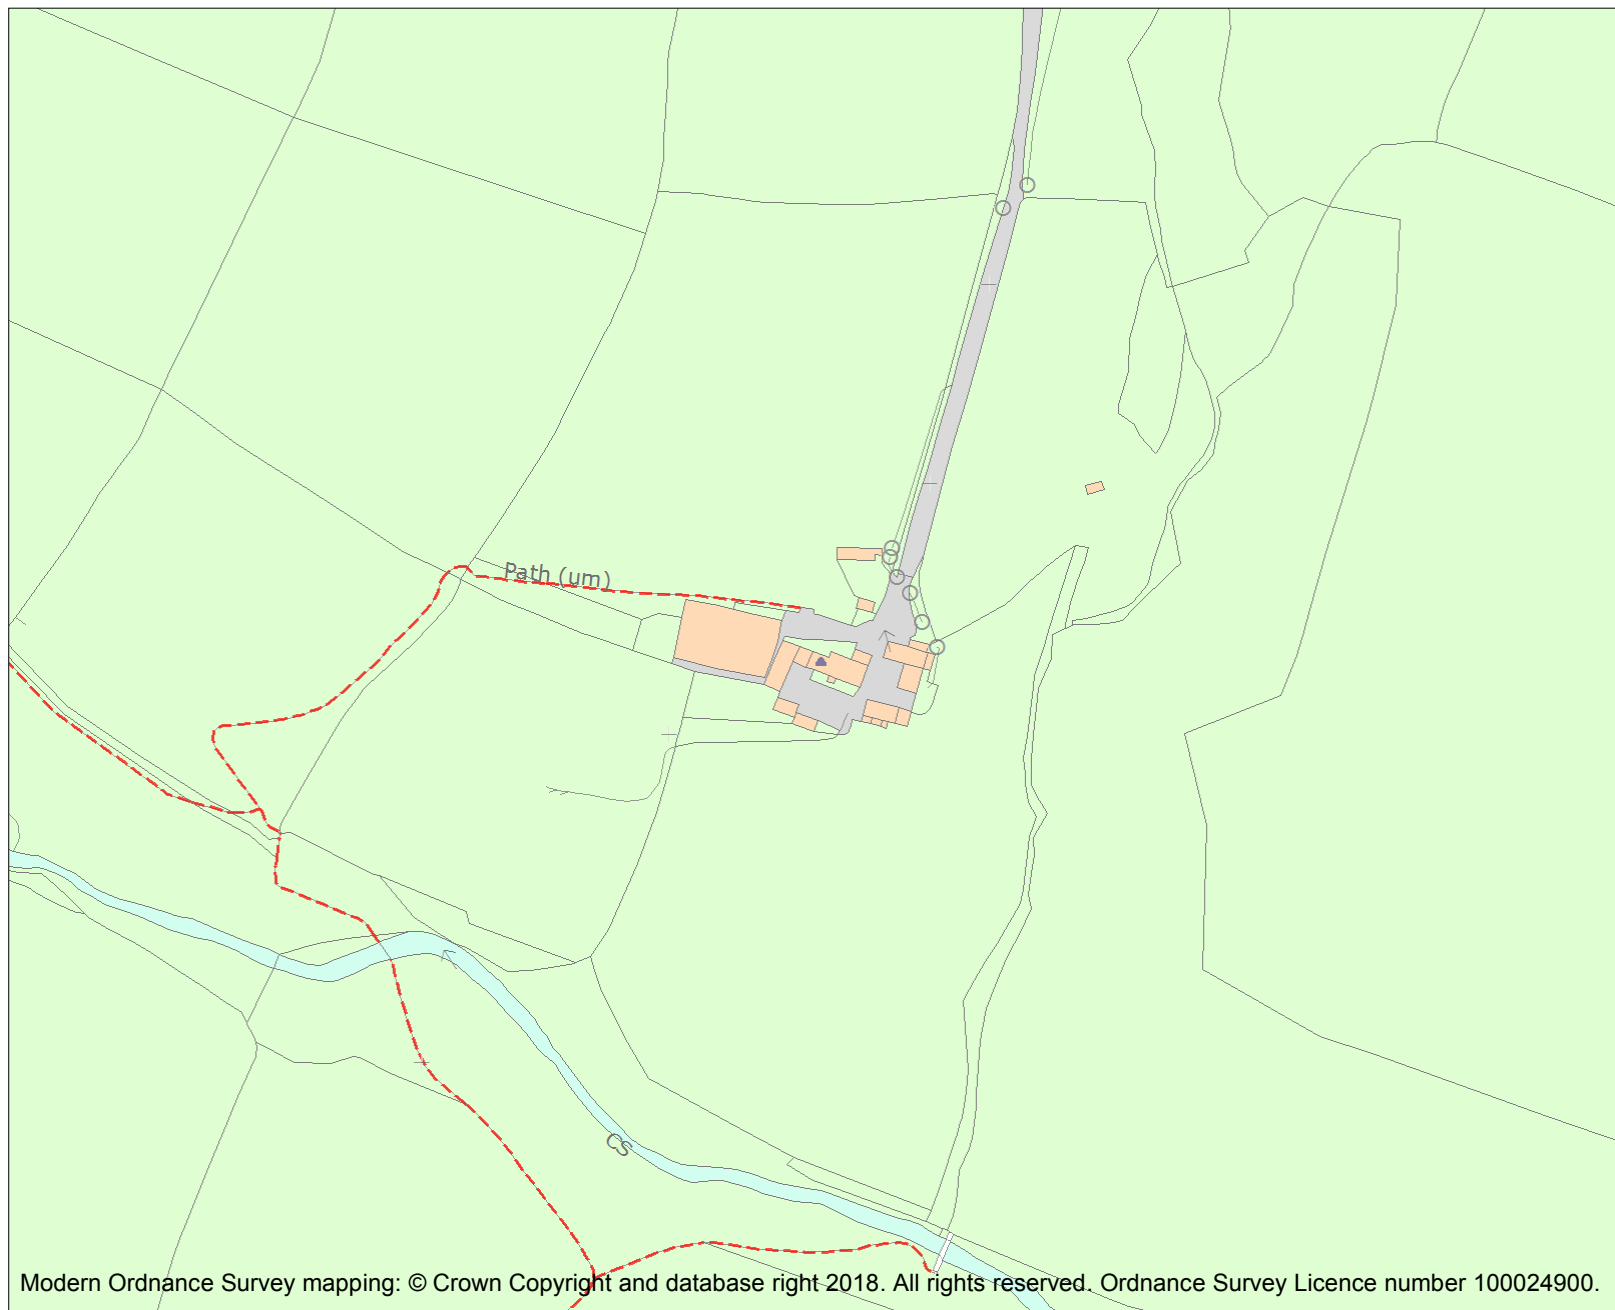 Path (um)
CS
Modern Ordnance Survey mapping: © Crown Copyright and database right 2018. All rights reserved. Ordnance Survey Licence number 100024900.